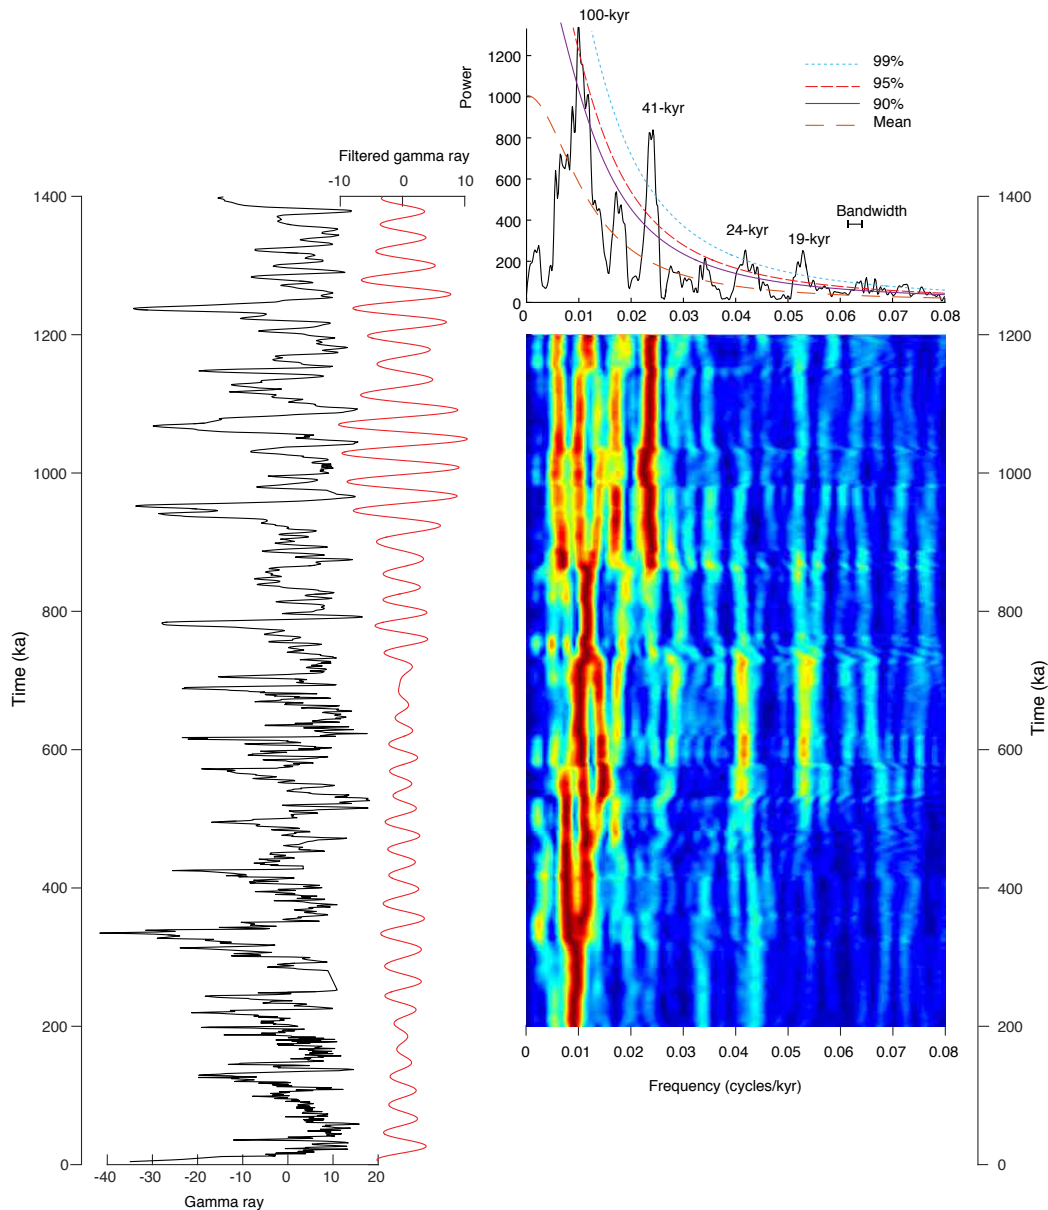 100-kyr
1200
1000
800
600
400
200
0
Power
41-kyr
24-kyr
19-kyr
Bandwidth
99%
95%
90%
Mean
0 0.01 0.02 0.03 0.04 0.05 0.06 0.07 0.08
Filtered gamma ray
-10 0 10
1400
1200
1000
800
600
400
200
0
Time (ka)
-40 -30 -20 -10 0 10 20
Gamma ray
1400
1200
1000
800
600
400
200
0
Time (ka)
0 0.01 0.02 0.03 0.04 0.05 0.06 0.07 0.08
Frequency (cycles/kyr)